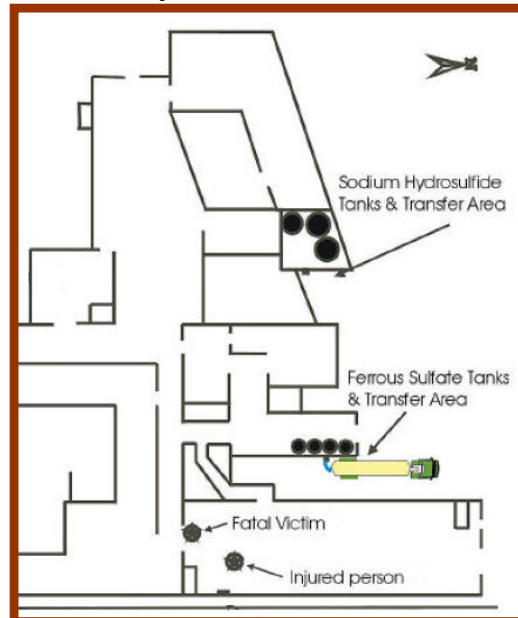 Sodium Hydrosulfide
Tanks & Transfer Area
Ferrous Sulfate Tanks
& Transfer Area
Fatal Victim
Injured person